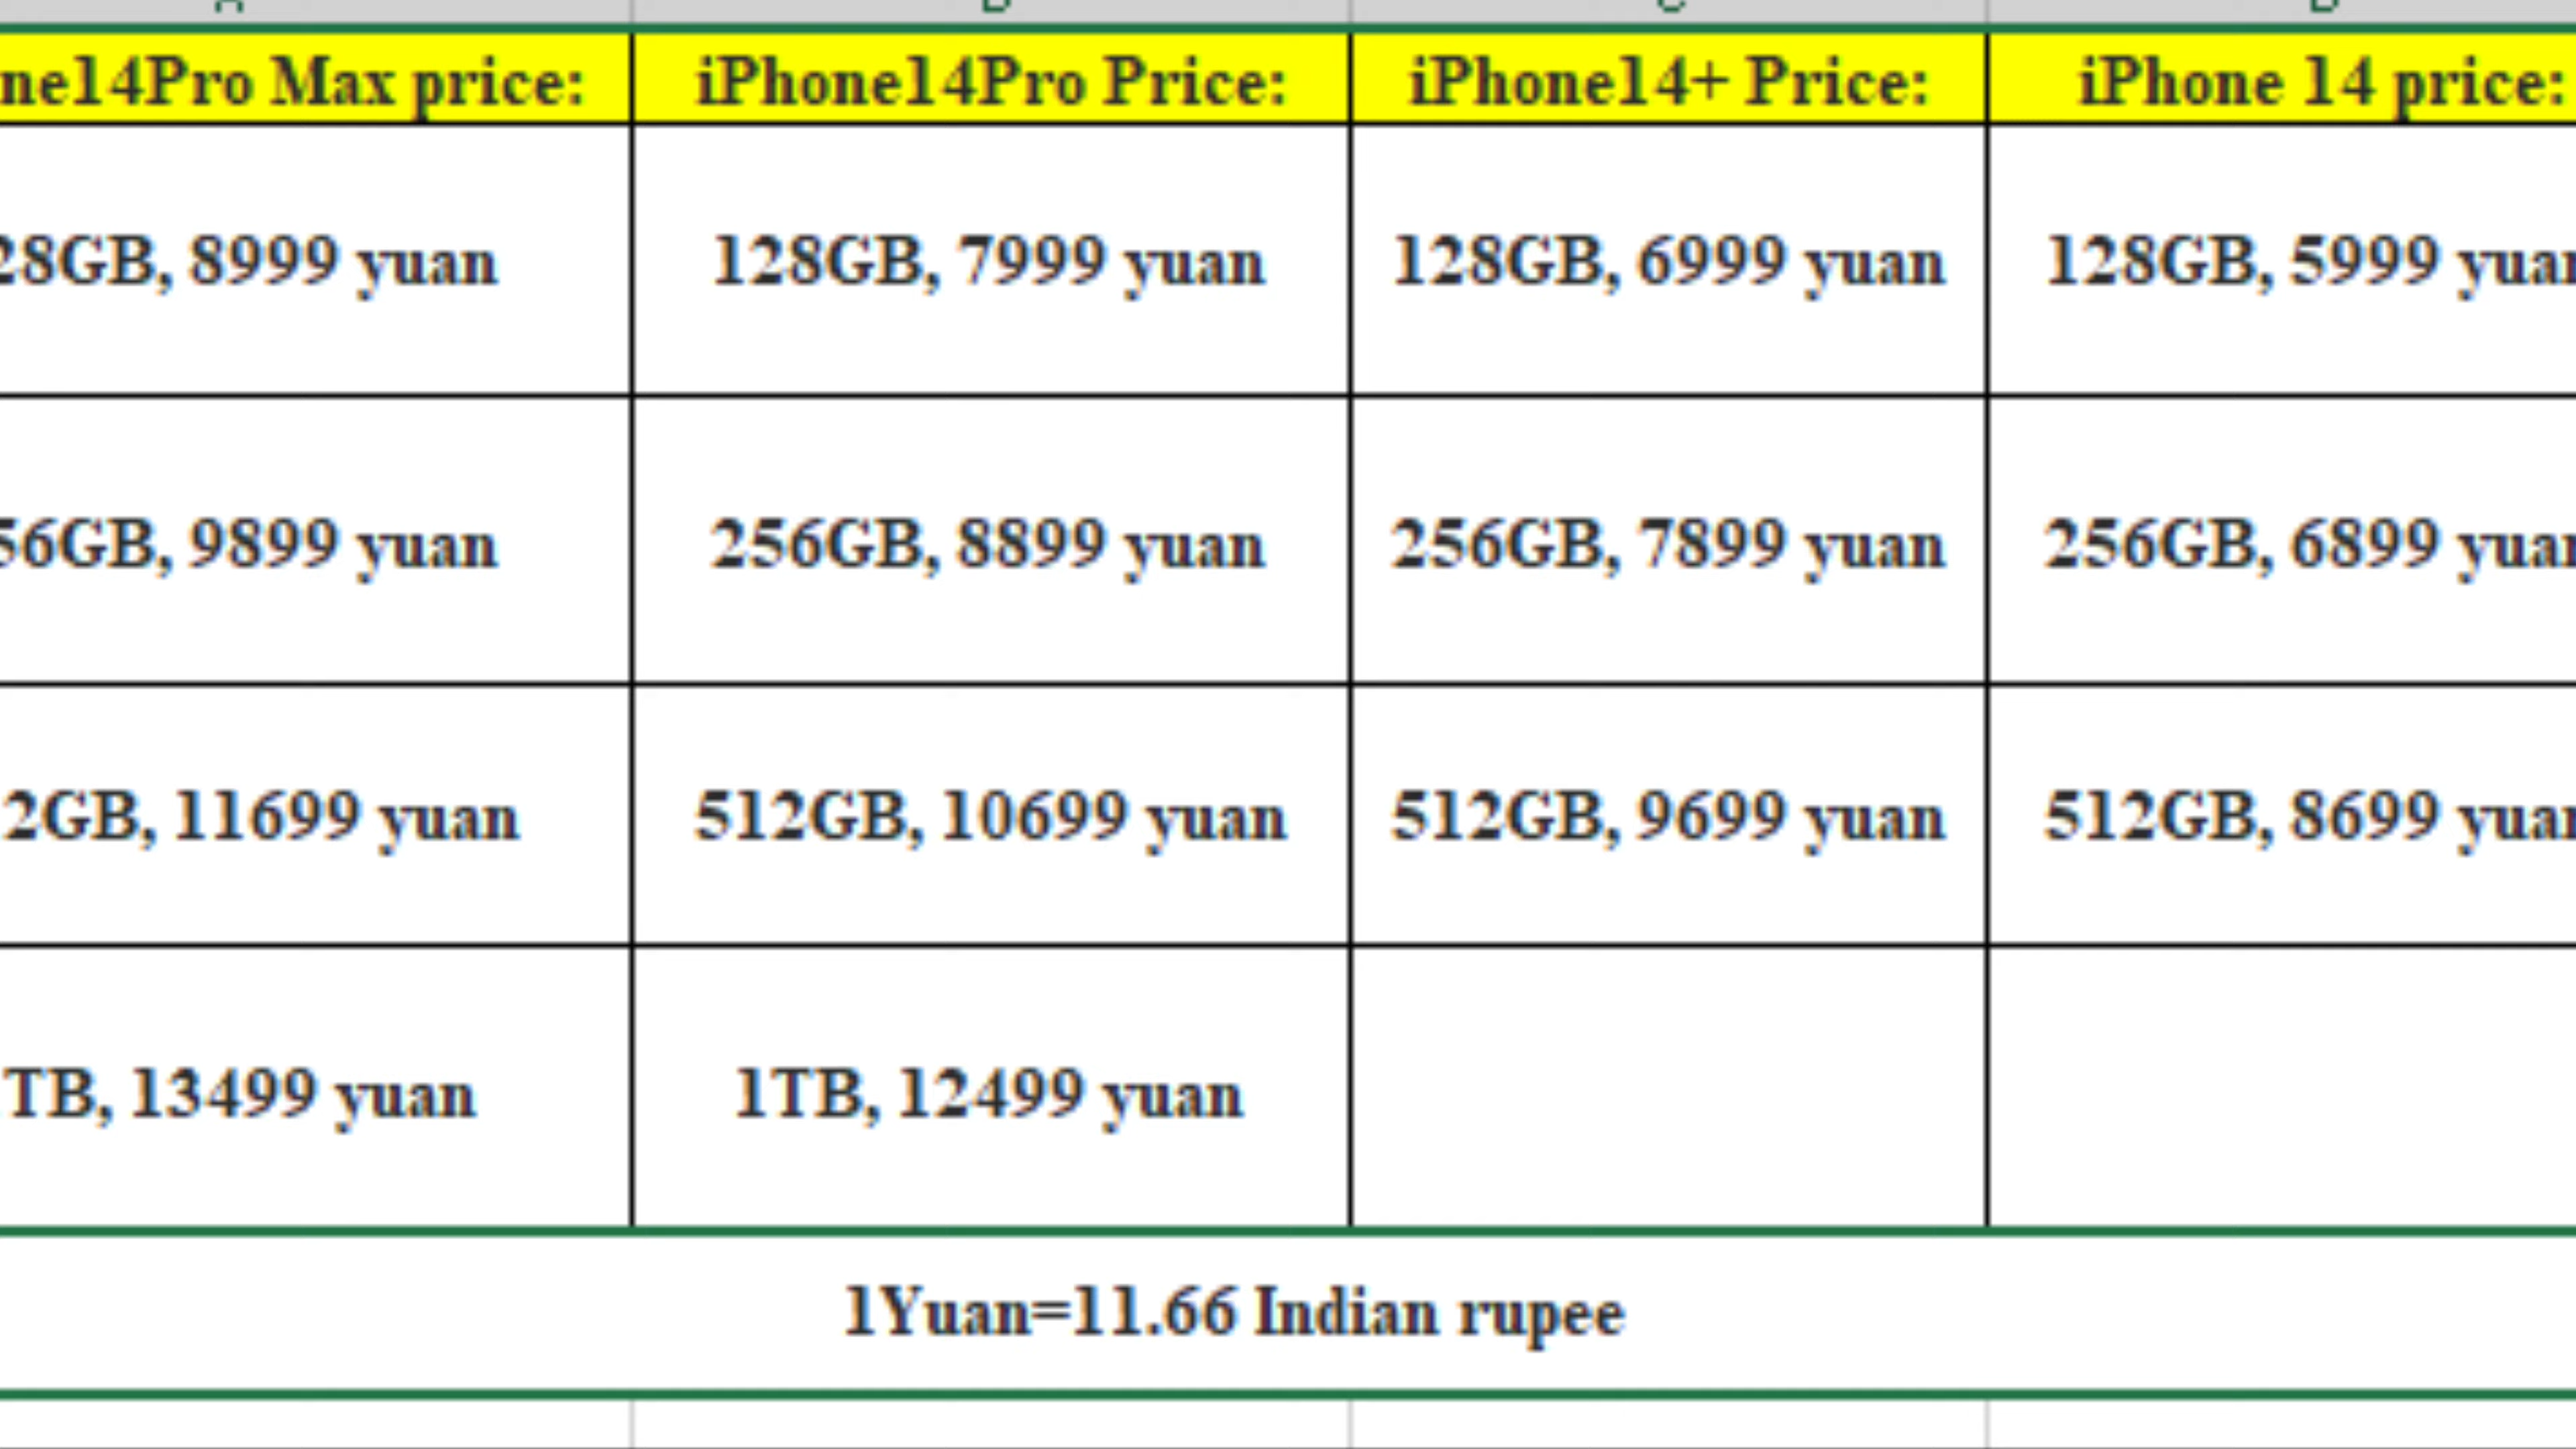 ne14Pro Max price: iPhone14Pro Price: iPhone14+ Price: iPhone 14 price:
28GB, 8999 yuan 128GB, 7999 yuan 128GB, 6999 yuan 128GB, 5999 yuan
56GB, 9899 yuan 256GB, 8899 yuan 256GB, 7899 yuan 256GB, 6899 yuan
2GB, 11699 yuan 512GB, 10699 yuan 512GB, 9699 yuan 512GB, 8699 yuan
TB, 13499 yuan 1TB, 12499 yuan
1Yuan=11.66 Indian rupee